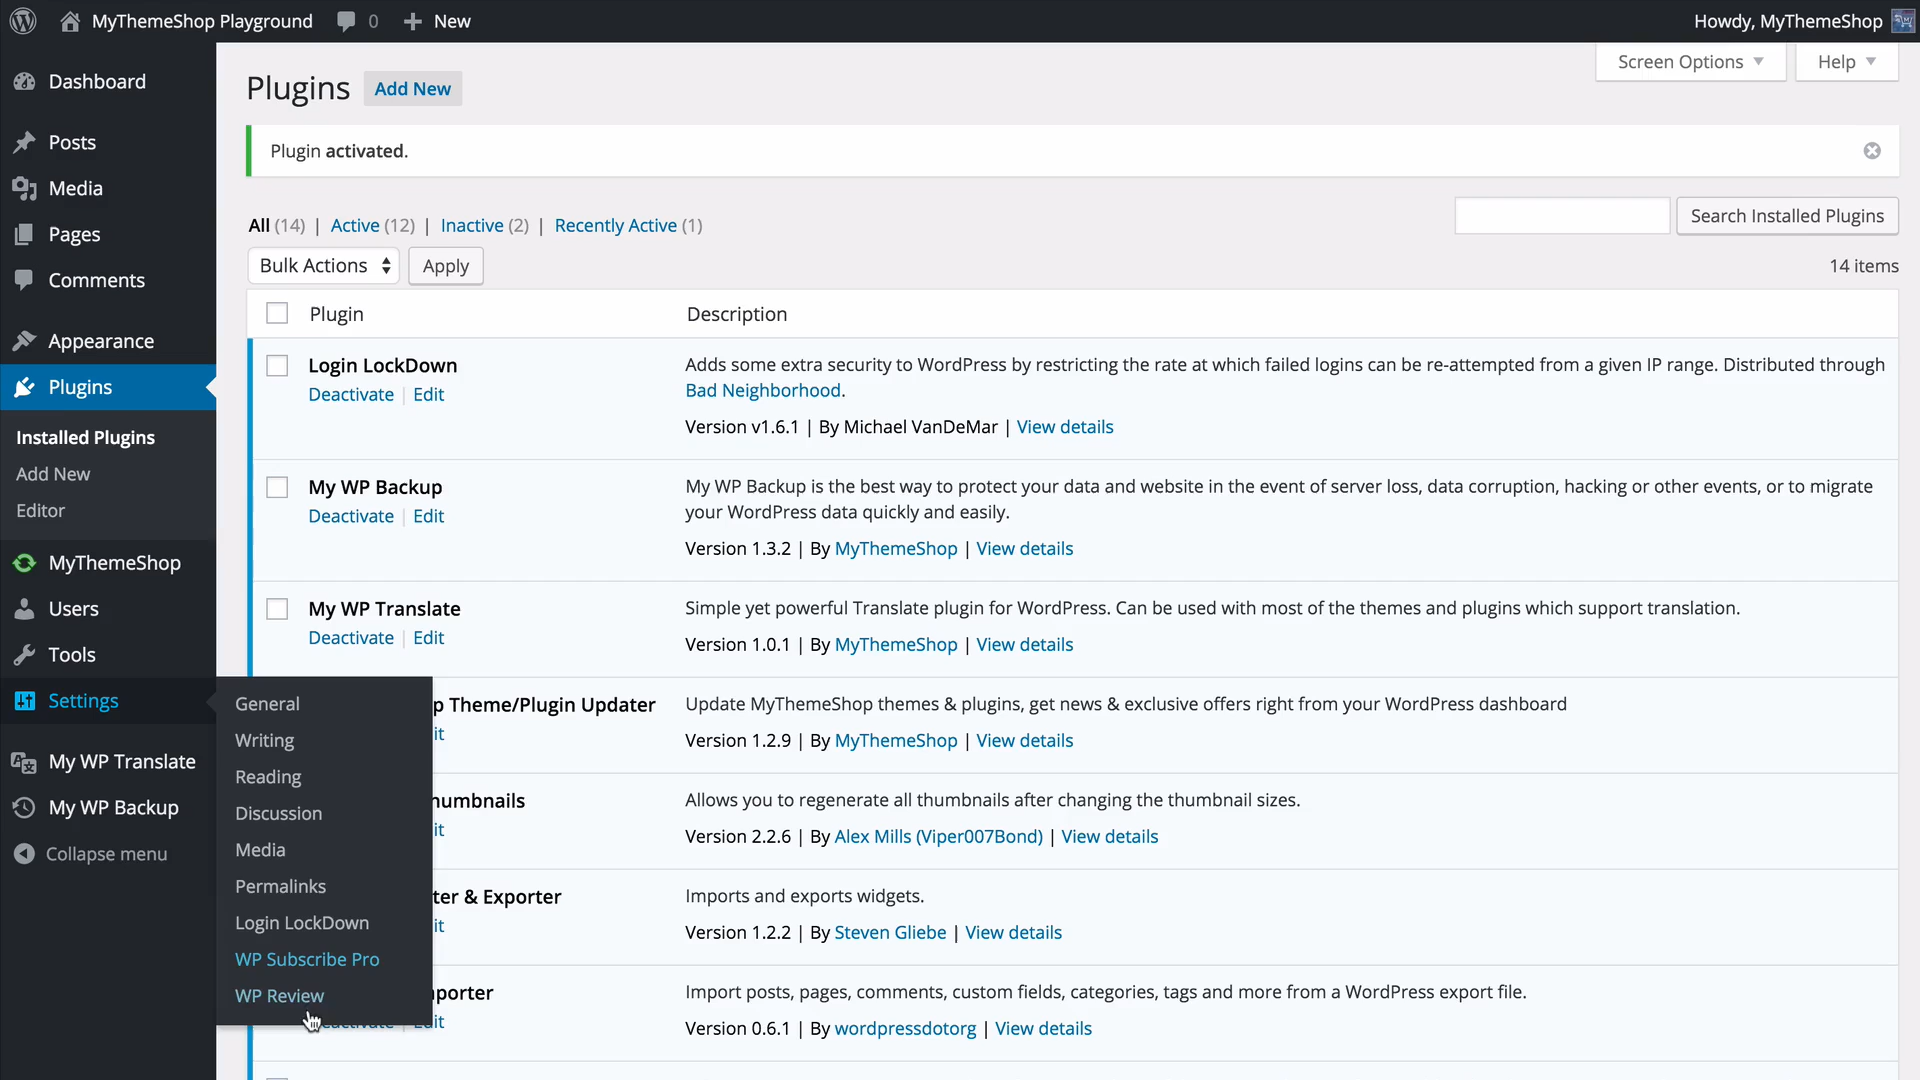 MyThemeShop Playground 0 New Howdy, MyThemeShop
Dashboard
Posts
Media
Pages
Comments
Appearance
Plugins
Installed Plugins
Add New
Editor
MyThemeShop
Users
Tools
Settings
My WP Translate
My WP Backup
Collapse menu
General
Writing
Reading
Discussion
Media
Permalinks
Login LockDown
WP Subscribe Pro
WP Review
Screen Options Help
Plugins Add New
Plugin activated.
All (14) | Active (12) | Inactive (2) | Recently Active (1)
Search Installed Plugins
Bulk Actions Apply
14 items
Plugin Description
Login LockDown
Deactivate | Edit
Adds some extra security to WordPress by restricting the rate at which failed logins can be re-attempted from a given IP range. Distributed through
Bad Neighborhood.
Version v1.6.1 | By Michael VanDeMar | View details
My WP Backup
Deactivate | Edit
My WP Backup is the best way to protect your data and website in the event of server loss, data corruption, hacking or other events, or to migrate
your WordPress data quickly and easily.
Version 1.3.2 | By MyThemeShop | View details
My WP Translate
Deactivate | Edit
Simple yet powerful Translate plugin for WordPress. Can be used with most of the themes and plugins which support translation.
Version 1.0.1 | By MyThemeShop | View details
p Theme/Plugin Updater
it
Update MyThemeShop themes & plugins, get news & exclusive offers right from your WordPress dashboard
Version 1.2.9 | By MyThemeShop | View details
humbnails
it
Allows you to regenerate all thumbnails after changing the thumbnail sizes.
Version 2.2.6 | By Alex Mills (Viper007Bond) | View details
ter & Exporter
it
Imports and exports widgets.
Version 1.2.2 | By Steven Gliebe | View details
porter
Deactivate | Edit
Import posts, pages, comments, custom fields, categories, tags and more from a WordPress export file.
Version 0.6.1 | By wordpressdotorg | View details